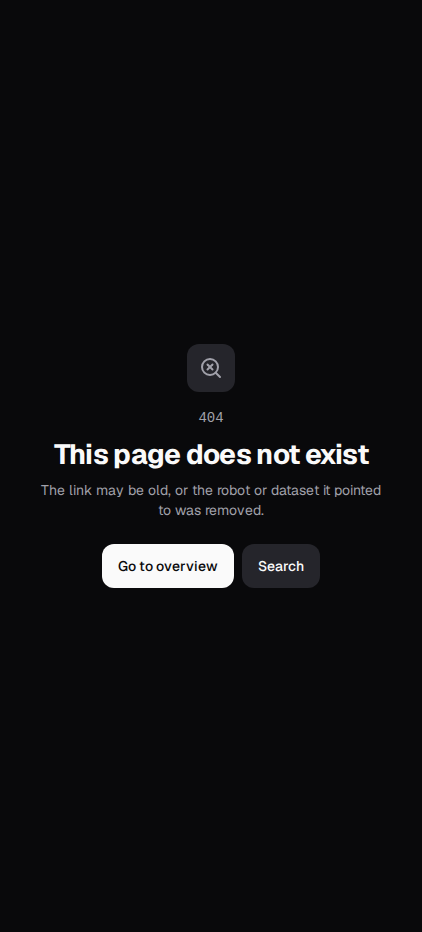 404
This page does not exist
The link may be old, or the robot or dataset it pointed
to was removed.
Go to overview
Search